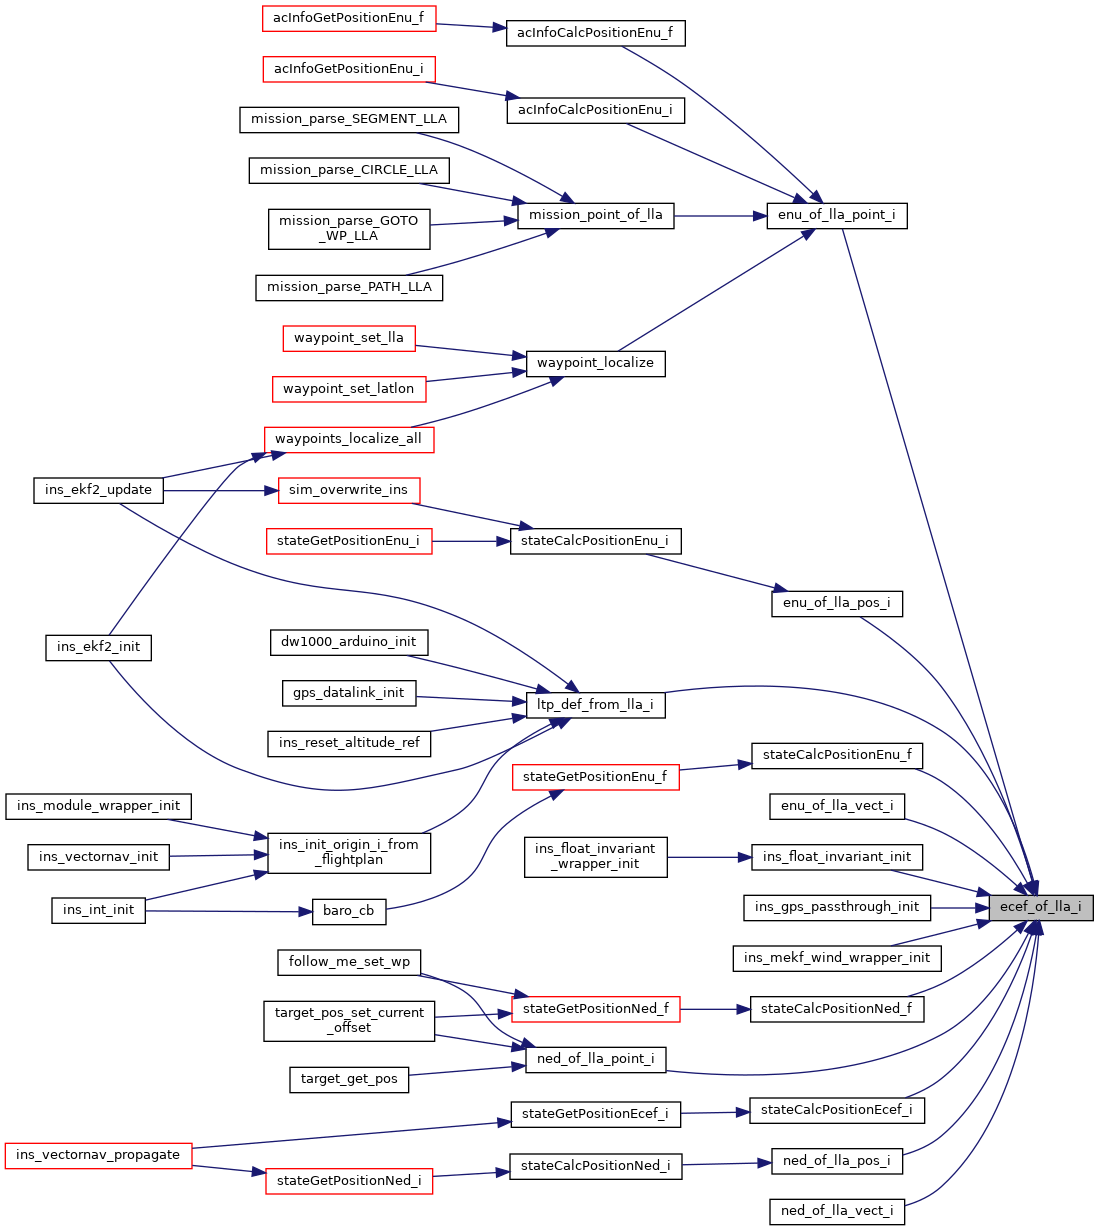 acInfoGetPositionEnu_f
acInfoCalcPositionEnu_f
acInfoGetPositionEnu_i
acInfoCalcPositionEnu_i
mission_parse_SEGMENT_LLA
mission_parse_CIRCLE_LLA
mission_parse_GOTO
_WP_LLA
mission_point_of_lla
enu_of_lla_point_i
mission_parse_PATH_LLA
waypoint_set_lla
waypoint_localize
waypoint_set_latlon
waypoints_localize_all
ins_ekf2_update
sim_overwrite_ins
stateGetPositionEnu_i
stateCalcPositionEnu_i
enu_of_lla_pos_i
ins_ekf2_init
dw1000_arduino_init
gps_datalink_init
ltp_def_from_lla_i
ins_reset_altitude_ref
stateCalcPositionEnu_f
stateGetPositionEnu_f
ins_module_wrapper_init
enu_of_lla_vect_i
ins_init_origin_i_from
_flightplan
ins_vectornav_init
ins_float_invariant
_wrapper_init
ins_float_invariant_init
ins_int_init
baro_cb
ins_gps_passthrough_init
ecef_of_lla_i
follow_me_set_wp
ins_mekf_wind_wrapper_init
target_pos_set_current
_offset
stateGetPositionNed_f
stateCalcPositionNed_f
ned_of_lla_point_i
target_get_pos
stateGetPositionEcef_i
stateCalcPositionEcef_i
ins_vectornav_propagate
stateGetPositionNed_i
stateCalcPositionNed_i
ned_of_lla_pos_i
ned_of_lla_vect_i